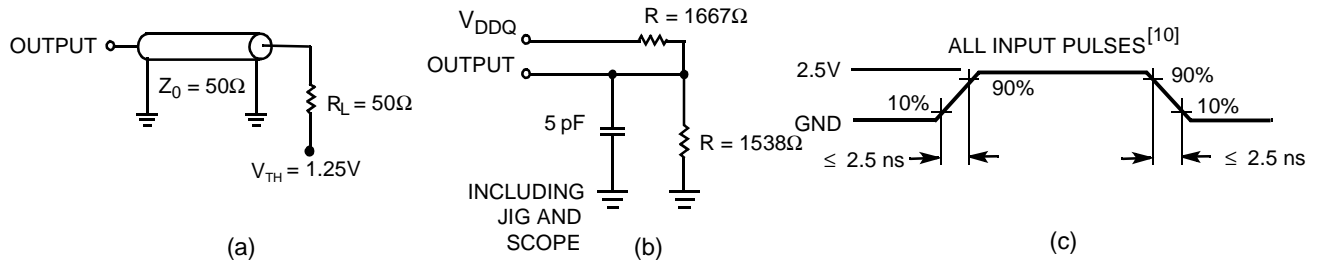 OUTPUT
Z0 = 50Ω
RL = 50Ω
VTH = 1.25V
(a)
R = 1667Ω
VDDQ
OUTPUT
5 pF
R = 1538Ω
INCLUDING
JIG AND
SCOPE
(b)
ALL INPUT PULSES[10]
2.5V
GND
10%
90%
90%
10%
≤ 2.5 ns
≤ 2.5 ns
(c)